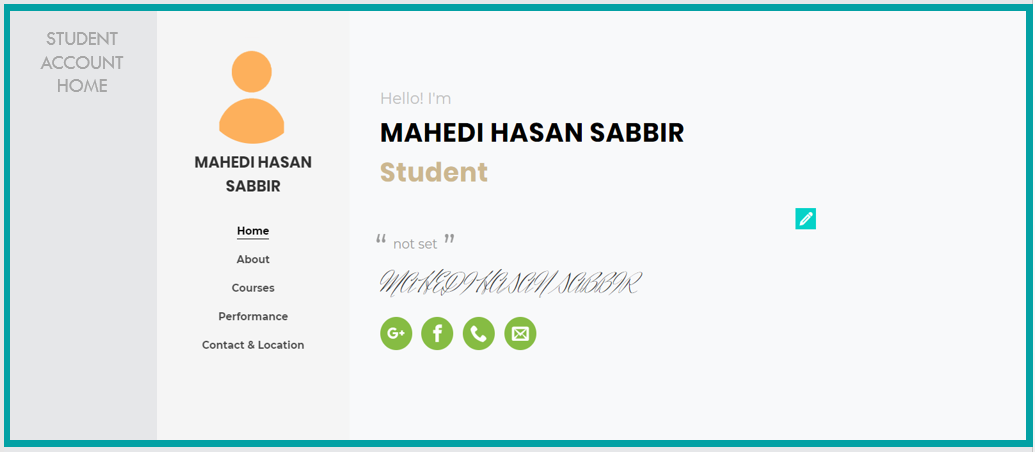 STUDENT
ACCOUNT
HOME
MAHEDI HASAN
SABBIR
Home
About
Courses
Performance
Contact & Location
Hello! I'm
MAHEDI HASAN SABBIR
Student
“ not set ”
MAHEDI HASAN SABBIR